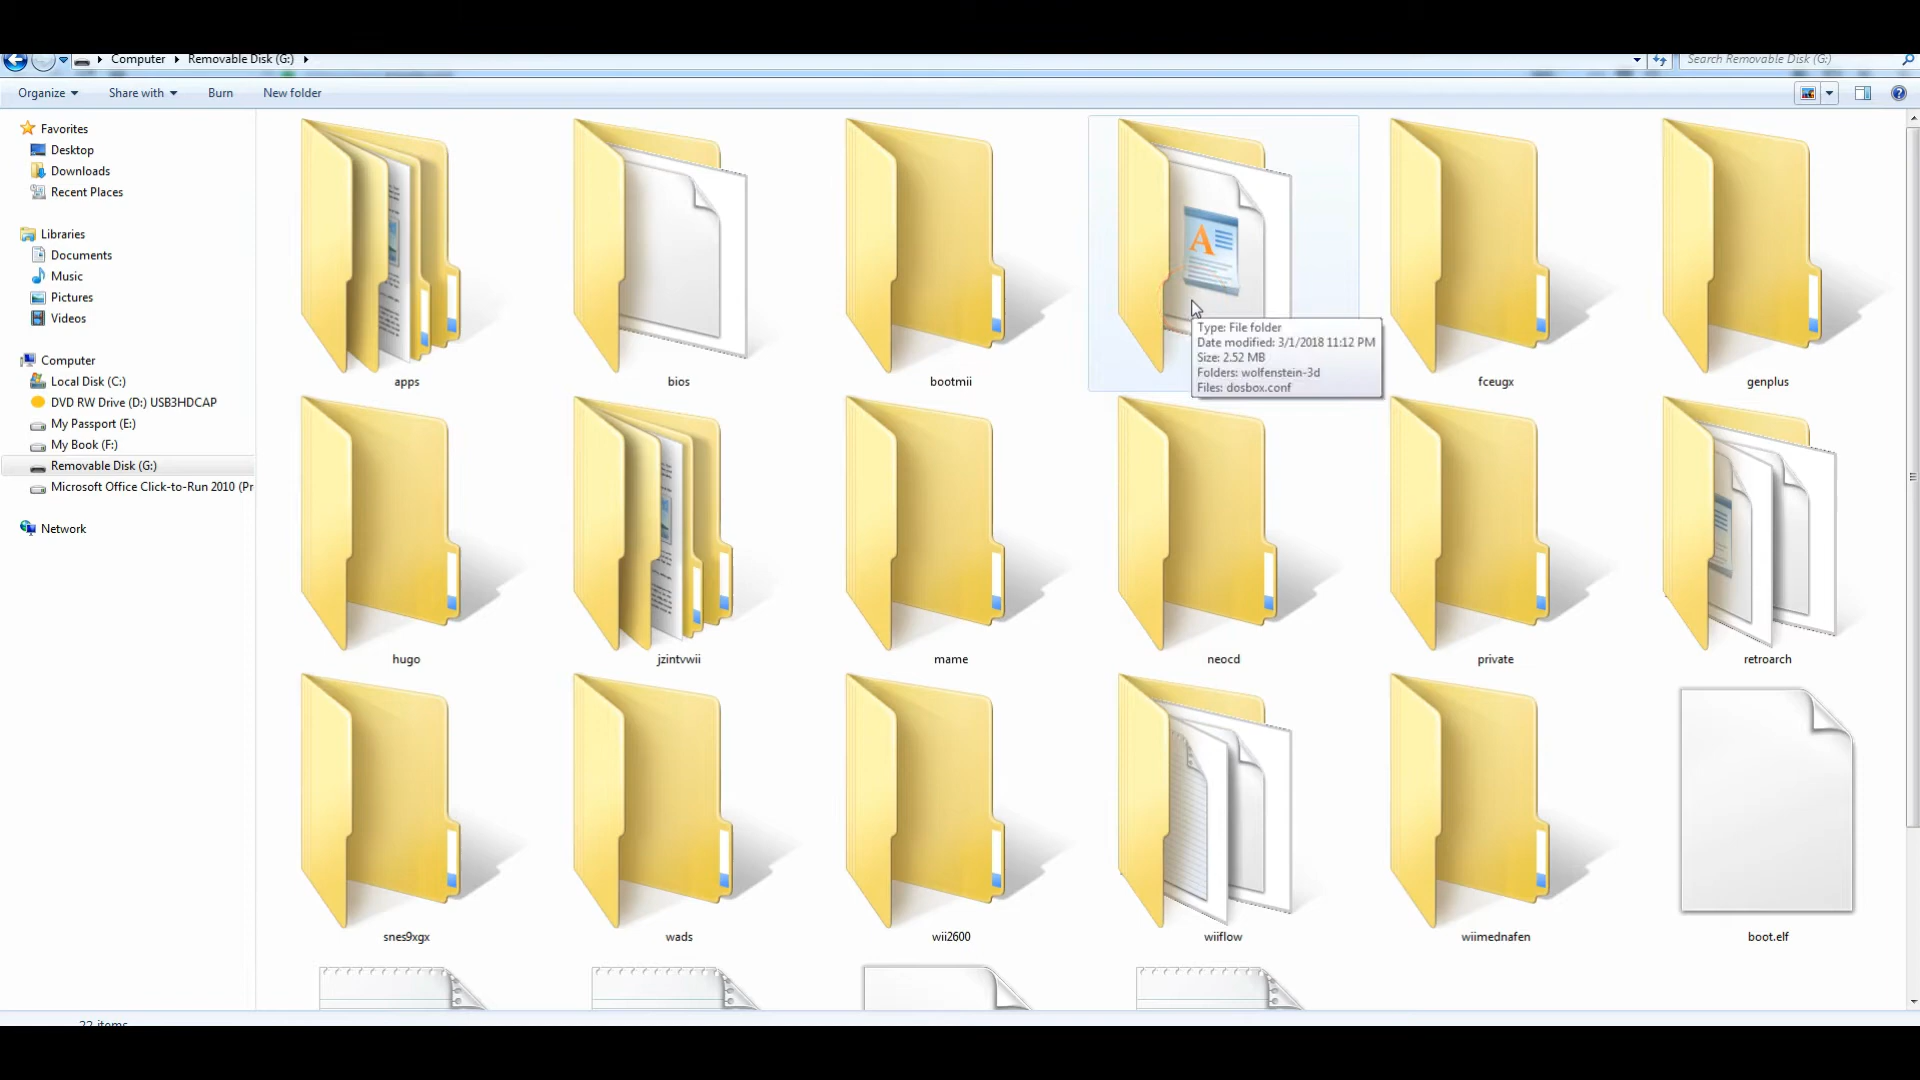 Computer Removable Disk (G:) Search Removable Disk (G:)
Organize Share with Burn New folder
Favorites
Desktop
Downloads
Recent Places
Libraries
Documents
Music
Pictures
Videos
Computer
Local Disk (C:)
DVD RW Drive (D:) USB3HDCAP
My Passport (E:)
My Book (F:)
Removable Disk (G:)
Microsoft Office Click-to-Run 2010 (Pr
Network
A
Type: File folder
Date modified: 3/1/2018 11:12 PM
Size: 2.52 MB
Folders: wolfenstein-3d
Files: dosbox.conf
apps bios bootmii fceugx genplus
hugo jzintvwii mame neocd private retroarch
snes9xgx wads wii2600 wiiflow wiimednafen boot.elf
22 items